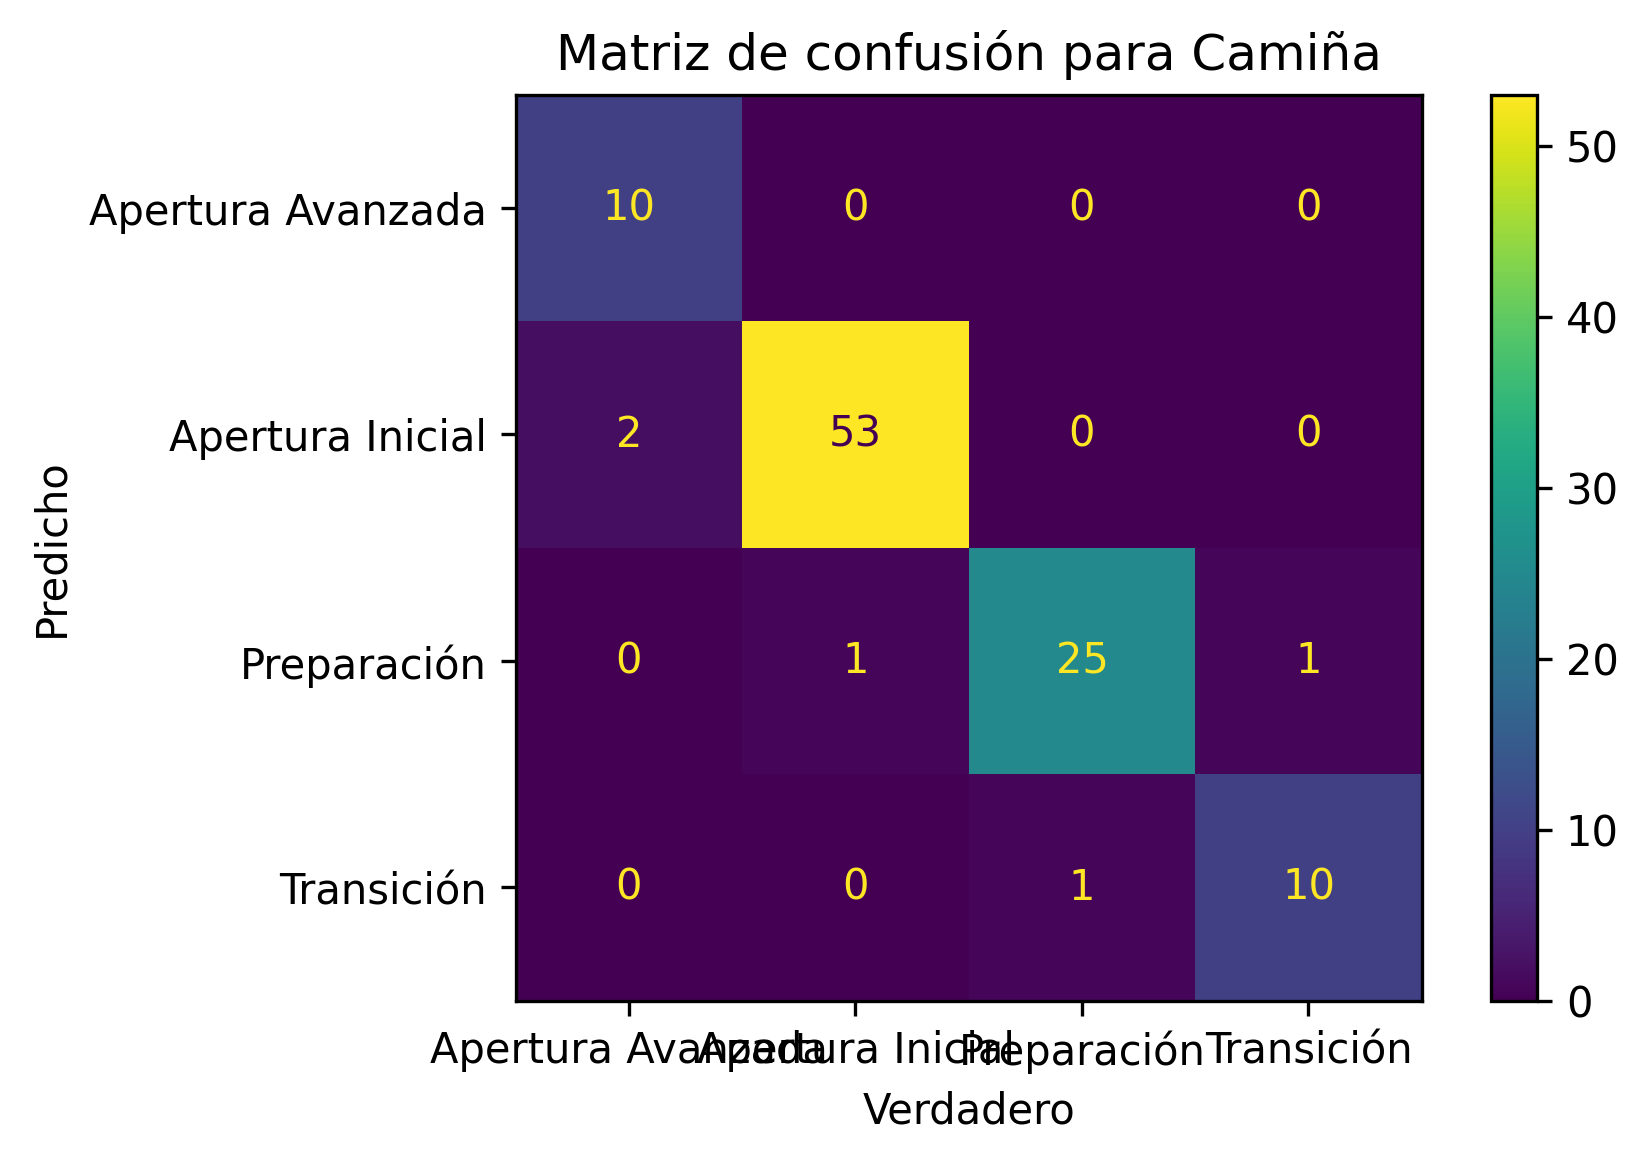 Matriz de confusión para Camiña
Apertura Avanzada 10 0 0 0
Apertura Inicial 2 53 0 0
Preparación 0 1 25 1
Transición 0 0 1 10
Predicho
Apertura Avanzada Apertura Inicial Preparación Transición
Verdadero
50
40
30
20
10
0